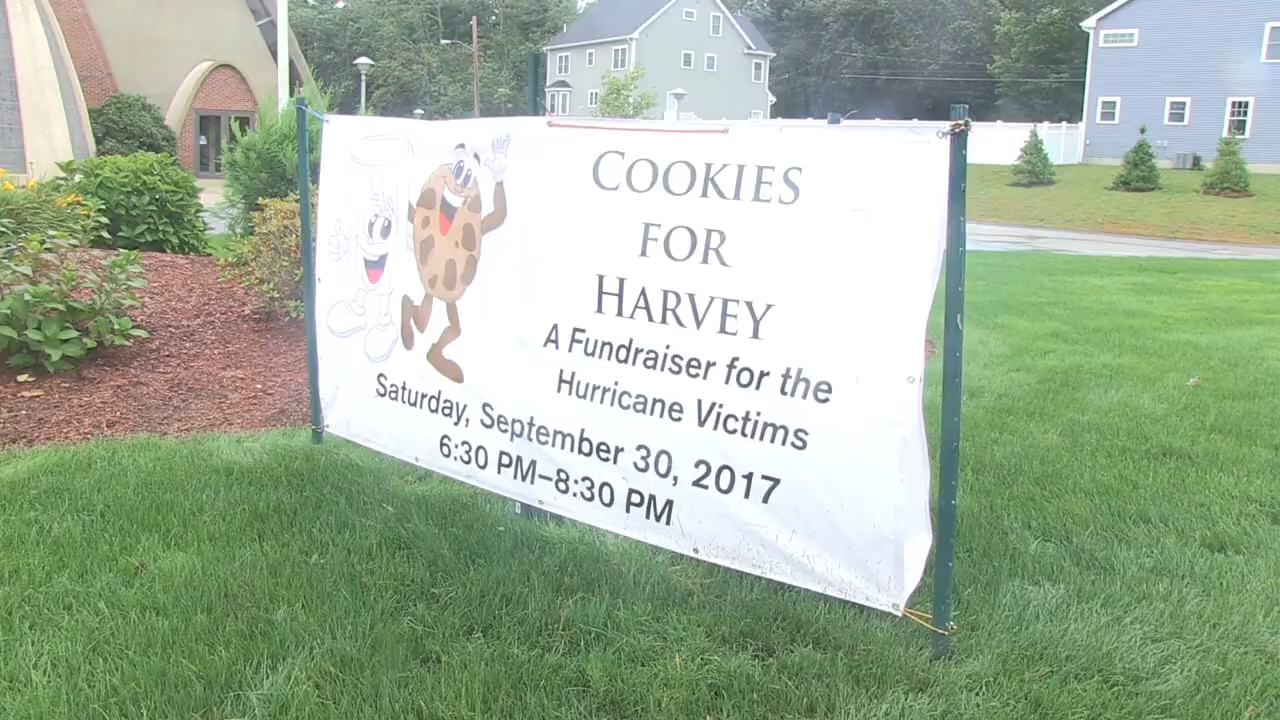 COOKIES
FOR
HARVEY
A Fundraiser for the
Hurricane Victims
Saturday, September 30, 2017
6:30 PM–8:30 PM